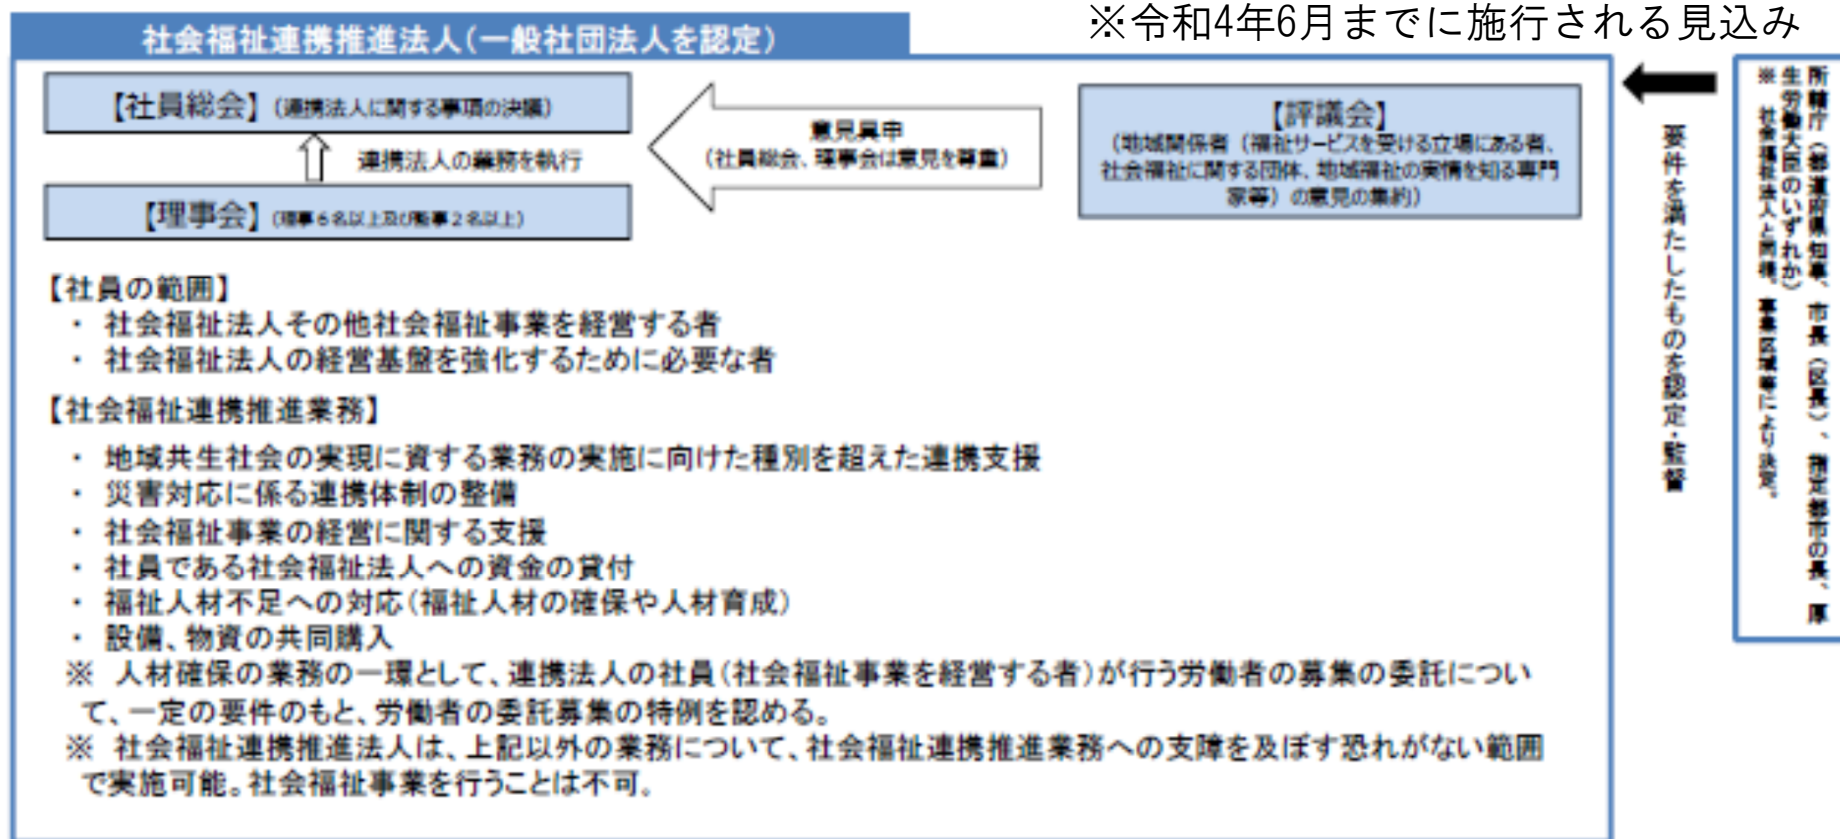 ※令和4年6月までに施行される見込み
社会福祉連携推進法人（一般社団法人を認定）
【社員総会】（連携法人に関する事項の決議）
連携法人の業務を執行
【理事会】（理事６名以上及び監事２名以上）
意見具申
（社員総会、理事会は意見を尊重）
【評議会】
（地域関係者（福祉サービスを受ける立場にある者、
社会福祉に関する団体、地域福祉の実情を知る専門
家等）の意見の集約）
【社員の範囲】
・ 社会福祉法人その他社会福祉事業を経営する者
・ 社会福祉法人の経営基盤を強化するために必要な者
【社会福祉連携推進業務】
・ 地域共生社会の実現に資する業務の実施に向けた種別を超えた連携支援
・ 災害対応に係る連携体制の整備
・ 社会福祉事業の経営に関する支援
・ 社員である社会福祉法人への資金の貸付
・ 福祉人材不足への対応（福祉人材の確保や人材育成）
・ 設備、物資の共同購入
※ 人材確保の業務の一環として、連携法人の社員（社会福祉事業を経営する者）が行う労働者の募集の委託につい
て、一定の要件のもと、労働者の委託募集の特例を認める。
※ 社会福祉連携推進法人は、上記以外の業務について、社会福祉連携推進業務への支障を及ぼす恐れがない範囲
で実施可能。社会福祉事業を行うことは不可。
要件を満たしたものを認定・監督
所轄庁（都道府県知事、市長（区長）、指定都市の長、厚
生労働大臣のいずれか）
※ 社会福祉法人と同様、事業区域等により決定。